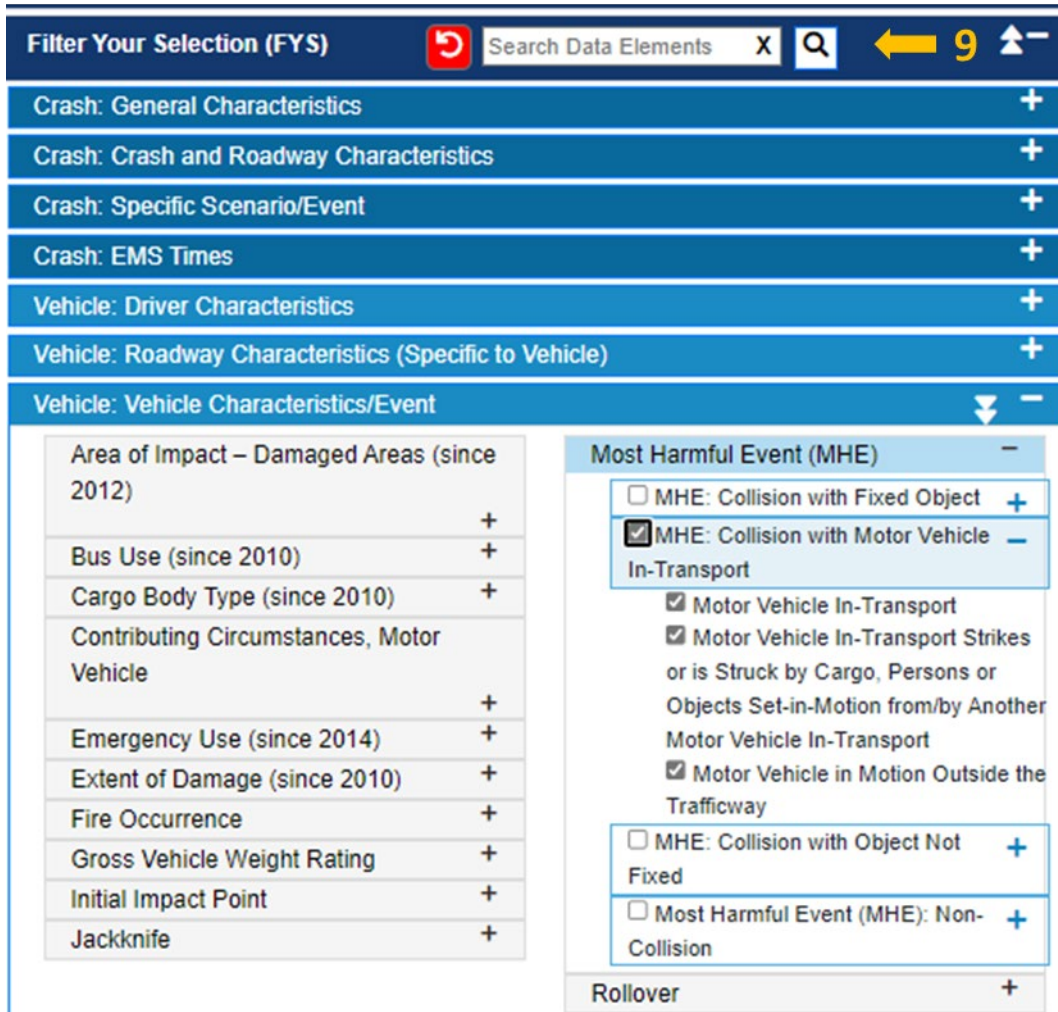 Filter Your Selection (FYS)
Search Data Elements X
9
Crash: General Characteristics +
Crash: Crash and Roadway Characteristics +
Crash: Specific Scenario/Event +
Crash: EMS Times +
Vehicle: Driver Characteristics +
Vehicle: Roadway Characteristics (Specific to Vehicle) +
Vehicle: Vehicle Characteristics/Event −
Area of Impact – Damaged Areas (since
2012)
+
Bus Use (since 2010) +
Cargo Body Type (since 2010) +
Contributing Circumstances, Motor
Vehicle
+
Emergency Use (since 2014) +
Extent of Damage (since 2010) +
Fire Occurrence +
Gross Vehicle Weight Rating +
Initial Impact Point +
Jackknife +
Most Harmful Event (MHE) −
MHE: Collision with Fixed Object +
MHE: Collision with Motor Vehicle −
In-Transport
Motor Vehicle In-Transport
Motor Vehicle In-Transport Strikes
or is Struck by Cargo, Persons or
Objects Set-in-Motion from/by Another
Motor Vehicle In-Transport
Motor Vehicle in Motion Outside the
Trafficway
MHE: Collision with Object Not +
Fixed
Most Harmful Event (MHE): Non- +
Collision
Rollover +